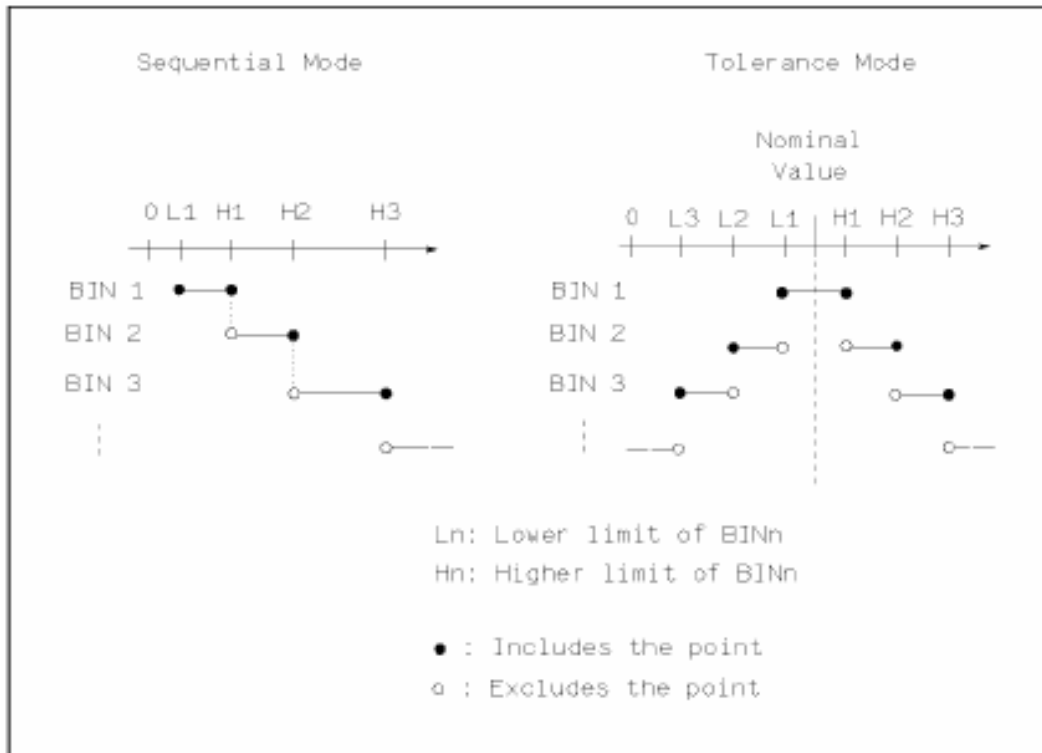 Sequential Mode
Tolerance Mode
Nominal
Value
0 L1 H1 H2 H3
0 L3 L2 L1 H1 H2 H3
BIN 1
BIN 2
BIN 3
BIN 1
BIN 2
BIN 3
Ln: Lower limit of BINn
Hn: Higher limit of BINn
: Includes the point
: Excludes the point